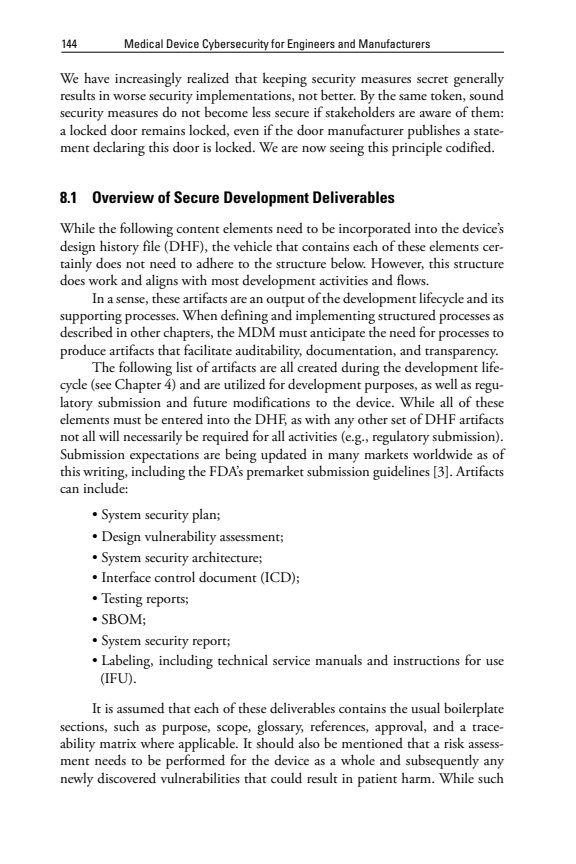 144 Medical Device Cybersecurity for Engineers and Manufacturers
We have increasingly realized that keeping security measures secret generally
results in worse security implementations, not better. By the same token, sound
security measures do not become less secure if stakeholders are aware of them:
a locked door remains locked, even if the door manufacturer publishes a state-
ment declaring this door is locked. We are now seeing this principle codified.
8.1 Overview of Secure Development Deliverables
While the following content elements need to be incorporated into the device's
design history file (DHF), the vehicle that contains each of these elements cer-
tainly does not need to adhere to the structure below. However, this structure
does work and aligns with most development activities and flows.
In a sense, these artifacts are an output of the development lifecycle and its
supporting processes. When defining and implementing structured processes as
described in other chapters, the MDM must anticipate the need for processes to
produce artifacts that facilitate auditability, documentation, and transparency.
The following list of artifacts are all created during the development life-
cycle (see Chapter 4) and are utilized for development purposes, as well as regu-
latory submission and future modifications to the device. While all of these
elements must be entered into the DHF, as with any other set of DHF artifacts
not all will necessarily be required for all activities (e.g., regulatory submission).
Submission expectations are being updated in many markets worldwide as of
this writing, including the FDA's premarket submission guidelines [3]. Artifacts
can include:
• System security plan;
• Design vulnerability assessment;
• System security architecture;
• Interface control document (ICD);
• Testing reports;
• SBOM;
• System security report;
• Labeling, including technical service manuals and instructions for use
(IFU).
It is assumed that each of these deliverables contains the usual boilerplate
sections, such as purpose, scope, glossary, references, approval, and a trace-
ability matrix where applicable. It should also be mentioned that a risk assess-
ment needs to be performed for the device as a whole and subsequently any
newly discovered vulnerabilities that could result in patient harm. While such